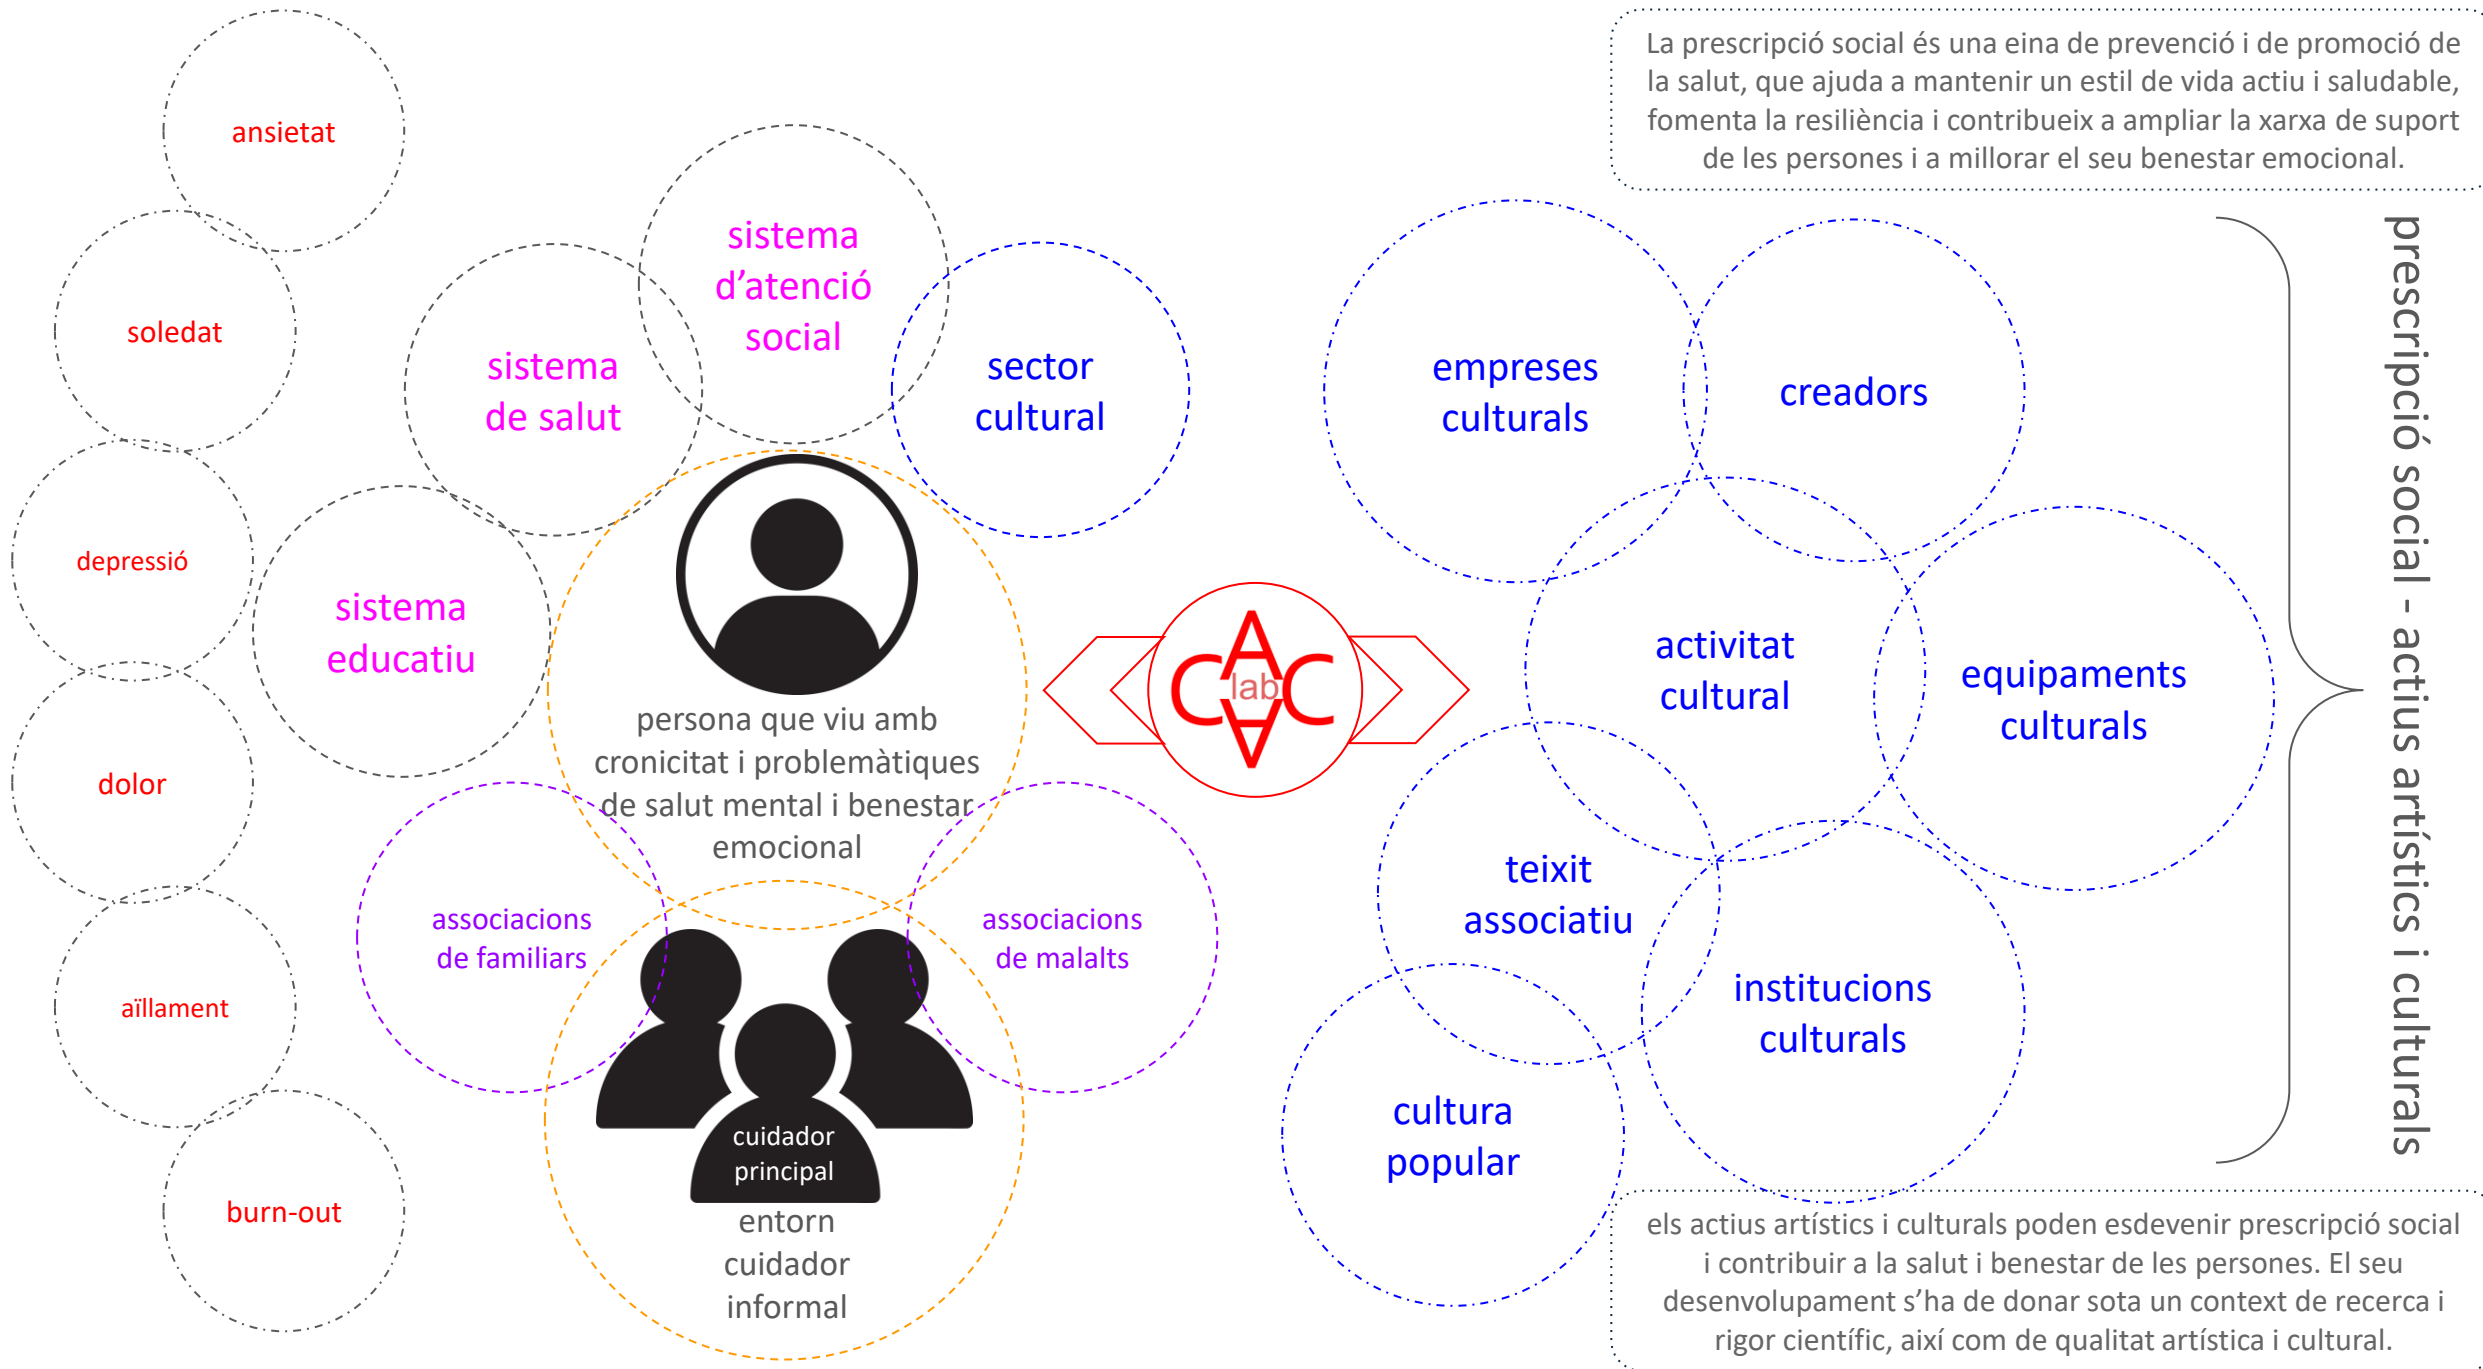 La prescripció social és una eina de prevenció i de promoció de
la salut, que ajuda a mantenir un estil de vida actiu i saludable,
fomenta la resiliència i contribueix a ampliar la xarxa de suport
de les persones i a millorar el seu benestar emocional.
ansietat
soledat
depressió
dolor
aïllament
burn-out
sistema
d’atenció
social
sistema
de salut
sector
cultural
sistema
educatiu
persona que viu amb
cronicitat i problemàtiques
de salut mental i benestar
emocional
associacions
de familiars
associacions
de malalts
cuidador
principal
entorn
cuidador
informal
CAC
lab
A
empreses
culturals
creadors
activitat
cultural
equipaments
culturals
teixit
associatiu
institucions
culturals
cultura
popular
prescripció social - actius artístics i culturals
els actius artístics i culturals poden esdevenir prescripció social
i contribuir a la salut i benestar de les persones. El seu
desenvolupament s’ha de donar sota un context de recerca i
rigor científic, així com de qualitat artística i cultural.